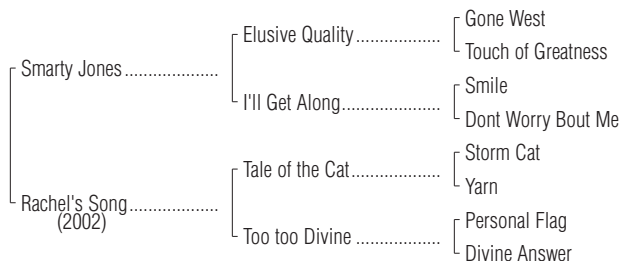 Gone West
Elusive Quality..................
Touch of Greatness
Smarty Jones....................
Smile
I'll Get Along.....................
Dont Worry Bout Me
Storm Cat
Tale of the Cat...................
Yarn
Rachel's Song...................
(2002)
Personal Flag
Too too Divine ..................
Divine Answer